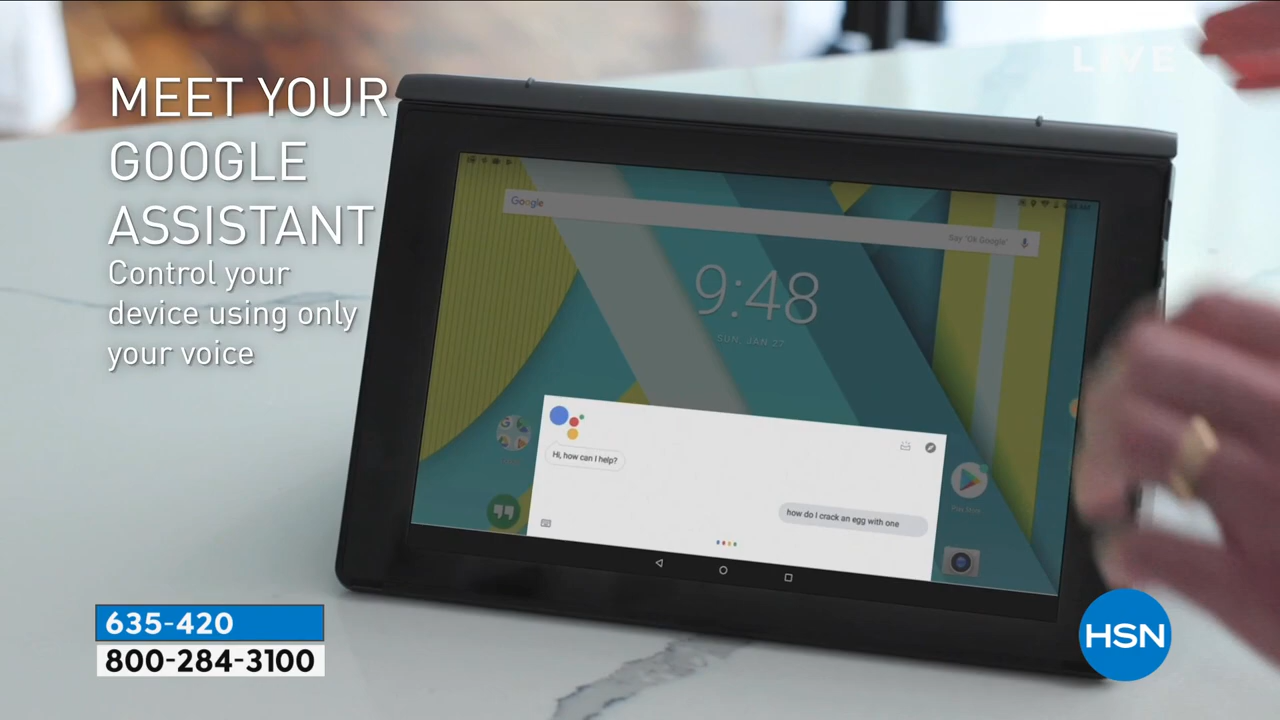 LIVE
MEET YOUR
GOOGLE
ASSISTANT
Control your
device using only
your voice
Google
Say "OK Google"
9:48
SUN, JAN 27
Hi, how can I help?
how do I crack an egg with one
Play Store
635-420
800-284-3100
HSN